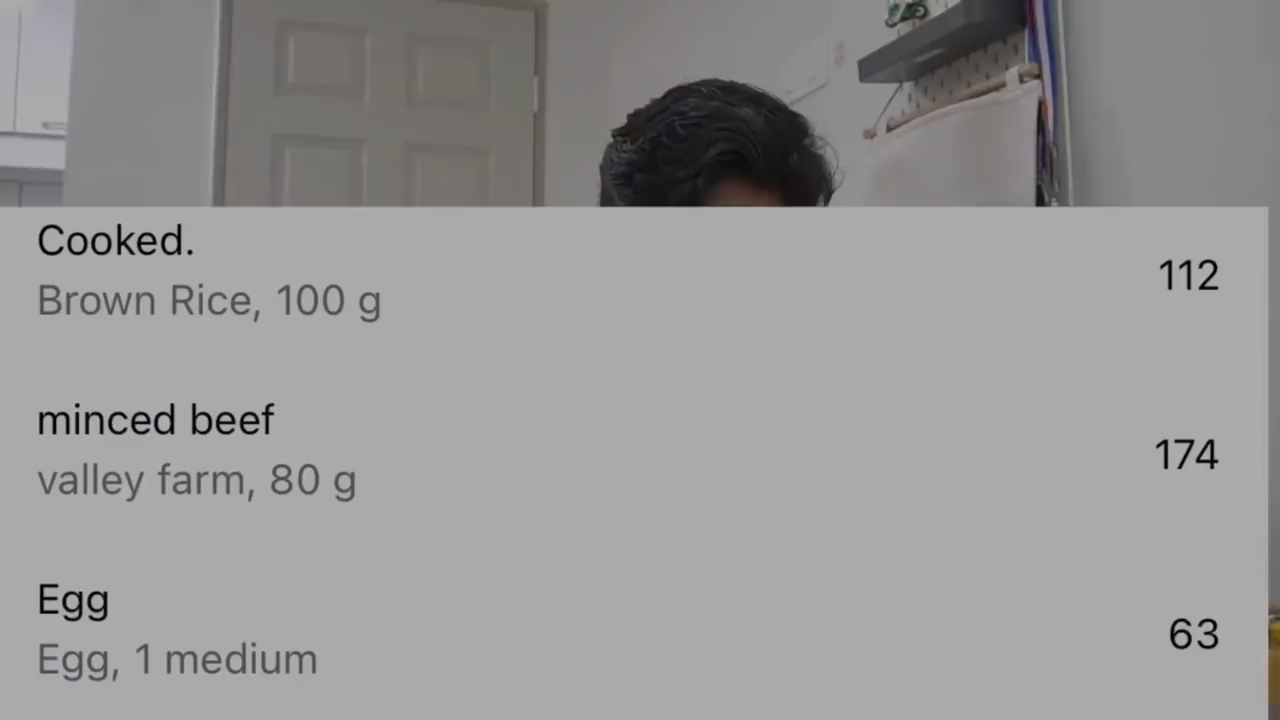 Cooked.
Brown Rice, 100 g
112
minced beef
valley farm, 80 g
174
Egg
Egg, 1 medium
63